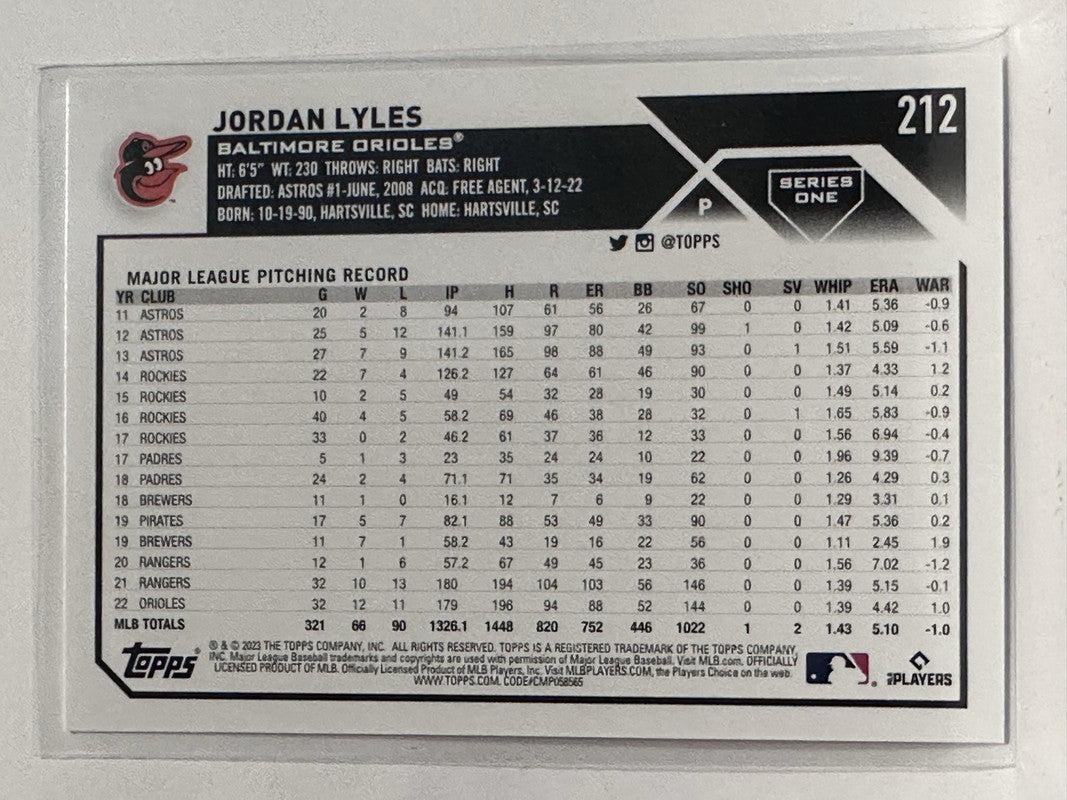 212
JORDAN LYLES
BALTIMORE ORIOLES®
HT: 6'5" WT: 230 THROWS: RIGHT BATS: RIGHT
DRAFTED: ASTROS #1-JUNE, 2008 ACQ: FREE AGENT, 3-12-22
BORN: 10-19-90, HARTSVILLE, SC HOME: HARTSVILLE, SC
P
SERIES
ONE
@TOPPS
MAJOR LEAGUE PITCHING RECORD
YR CLUB G W L IP H R ER BB SO SHO SV WHIP ERA WAR
11 ASTROS 20 2 8 94 107 61 56 26 67 0 0 1.41 5.36 -0.9
12 ASTROS 25 5 12 141.1 159 97 80 42 99 1 0 1.42 5.09 -0.6
13 ASTROS 27 7 9 141.2 165 98 88 49 93 0 1 1.51 5.59 -1.1
14 ROCKIES 22 7 4 126.2 127 64 61 46 90 0 0 1.37 4.33 1.2
15 ROCKIES 10 2 5 49 54 32 28 19 30 0 0 1.49 5.14 0.2
16 ROCKIES 40 4 5 58.2 69 46 38 28 32 0 1 1.65 5.83 -0.9
17 ROCKIES 33 0 2 46.2 61 37 36 12 33 0 0 1.56 6.94 -0.4
17 PADRES 5 1 3 23 35 24 24 10 22 0 0 1.96 9.39 -0.7
18 PADRES 24 2 4 71.1 71 35 34 19 62 0 0 1.26 4.29 0.3
18 BREWERS 11 1 0 16.1 12 7 6 9 22 0 0 1.29 3.31 0.1
19 PIRATES 17 5 7 82.1 88 53 49 33 90 0 0 1.47 5.36 0.2
19 BREWERS 11 7 1 58.2 43 19 16 22 56 0 0 1.11 2.45 1.9
20 RANGERS 12 1 6 57.2 67 49 45 23 36 0 0 1.56 7.02 -1.2
21 RANGERS 32 10 13 180 194 104 103 56 146 0 0 1.39 5.15 -0.1
22 ORIOLES 32 12 11 179 196 94 88 52 144 0 0 1.39 4.42 1.0
MLB TOTALS 321 66 90 1326.1 1448 820 752 446 1022 1 2 1.43 5.10 -1.0
Topps®
® & © 2023 THE TOPPS COMPANY, INC. ALL RIGHTS RESERVED. TOPPS IS A REGISTERED TRADEMARK OF THE TOPPS COMPANY,
INC. Major League Baseball trademarks and copyrights are used with permission of Major League Baseball. Visit MLB.com. OFFICIALLY
LICENSED PRODUCT OF MLB. Officially Licensed Product of MLB Players, Inc. Visit MLBPLAYERS.COM, the Players Choice on the web.
WWW.TOPPS.COM. CODE#CMP058565
MLB PLAYERS